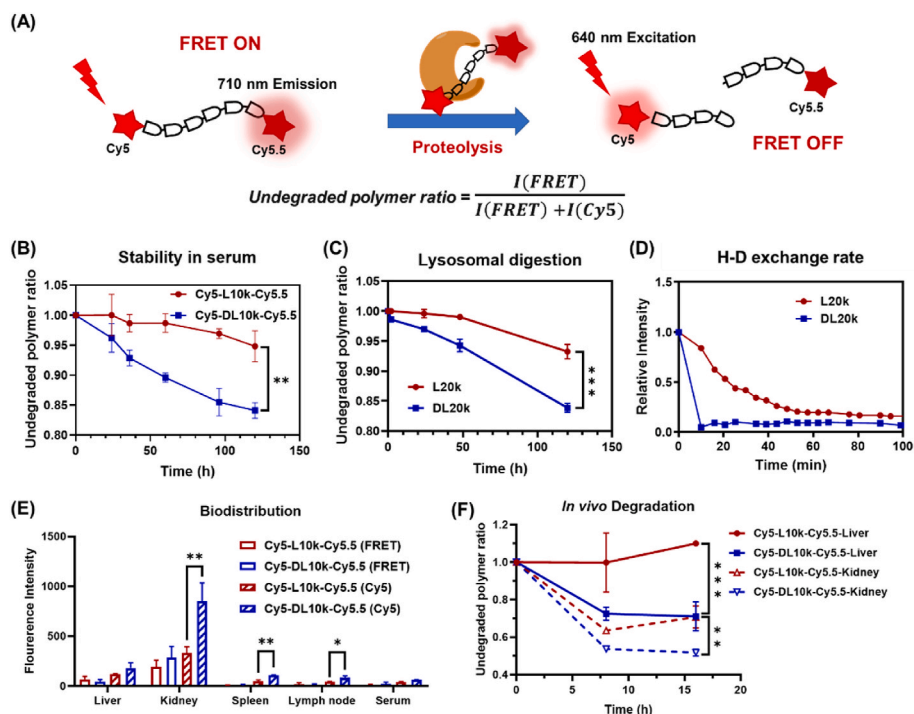 (A)
FRET ON
640 nm Excitation
710 nm Emission
Cy5
Cy5.5
Proteolysis
Cy5
Cy5.5
FRET OFF
Undegraded polymer ratio = I(FRET) / I(FRET) + I(Cy5)
(B)
Stability in serum
Undegraded polymer ratio
1.05
1.00
0.95
0.90
0.85
0.80
0
50
100
150
Time (h)
Cy5-L10k-Cy5.5
Cy5-DL10k-Cy5.5
**
(C)
Lysosomal digestion
Undegraded polymer ratio
1.05
1.00
0.95
0.90
0.85
0.80
0
50
100
150
Time (h)
L20k
DL20k
***
(D)
H-D exchange rate
Relative intensity
1.5
1.0
0.5
0.0
0
20
40
60
80
100
Time (min)
L20k
DL20k
(E)
Biodistribution
Flourerence Intensity
1500
1000
500
0
Liver
Kidney
Spleen
Lymph node
Serum
Cy5-L10k-Cy5.5 (FRET)
Cy5-DL10k-Cy5.5 (FRET)
Cy5-L10k-Cy5.5 (Cy5)
Cy5-DL10k-Cy5.5 (Cy5)
**
**
*
(F)
In vivo Degradation
Undegraded polymer ratio
1.2
1.0
0.8
0.6
0.4
0
5
10
15
20
Time (h)
Cy5-L10k-Cy5.5-Liver
Cy5-DL10k-Cy5.5-Liver
Cy5-L10k-Cy5.5-Kidney
Cy5-DL10k-Cy5.5-Kidney
***
**